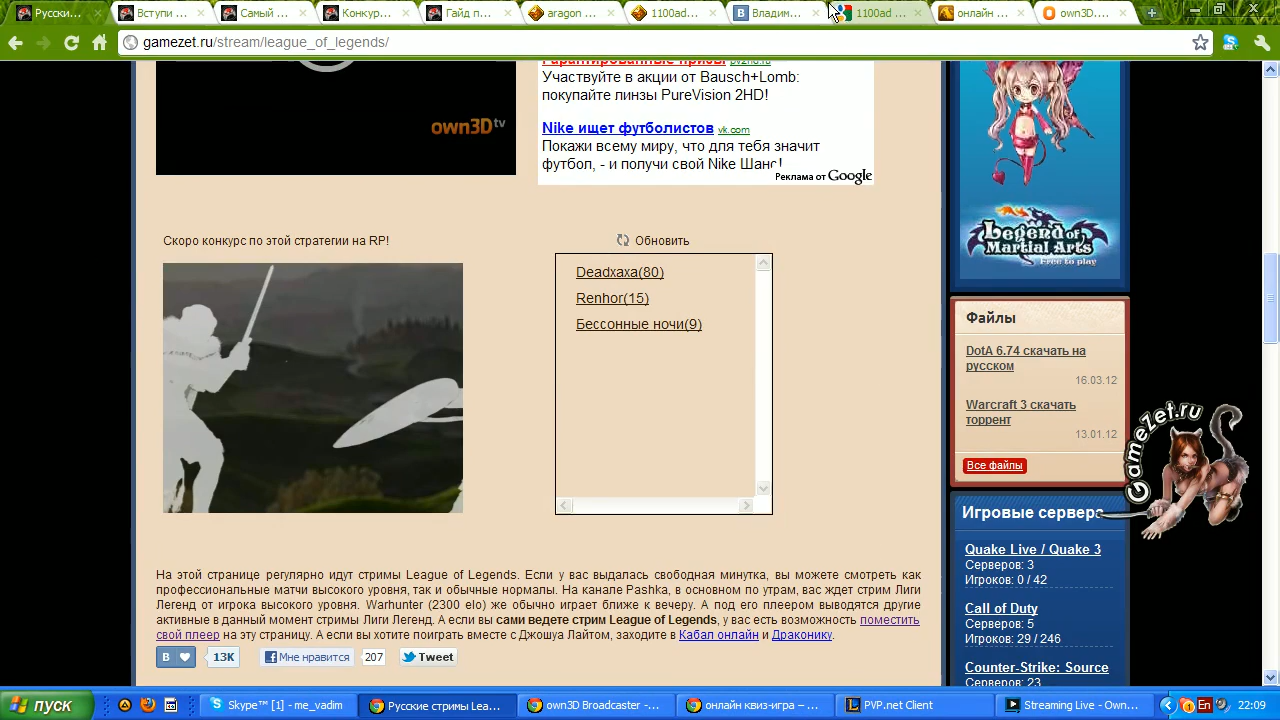 Русски
Вступи
Самый
Конкурс
Гайд п
aragon
1100ad
Владим
1100ad
онлайн
own3D.
gamezet.ru/stream/league_of_legends/
Гарантированные призы pv2hd.ru
Участвуйте в акции от Bausch+Lomb:
покупайте линзы PureVision 2HD!
own3D tv
Nike ищет футболистов vk.com
Покажи всему миру, что для тебя значит
футбол, - и получи свой Nike Шанс!
Реклама от Google
Legend of
Martial Arts
Free to play
Скоро конкурс по этой стратегии на RP!
Обновить
Deadxaxa(80)
Renhor(15)
Бессонные ночи(9)
Файлы
DotA 6.74 скачать на
русском
16.03.12
Warcraft 3 скачать
торрент
13.01.12
Все файлы
GameZet.ru
Игровые сервера
Quake Live / Quake 3
Серверов: 3
Игроков: 0 / 42
Call of Duty
Серверов: 5
Игроков: 29 / 246
Counter-Strike: Source
Серверов: 23
На этой странице регулярно идут стримы League of Legends. Если у вас выдалась свободная минутка, вы можете смотреть как
профессиональные матчи высокого уровня, так и обычные нормалы. На канале Pashka, в основном по утрам, вас ждет стрим Лиги
Легенд от игрока высокого уровня. Warhunter (2300 elo) же обычно играет ближе к вечеру. А под его плеером выводятся другие
активные в данный момент стримы Лиги Легенд. А если вы сами ведете стрим League of Legends, у вас есть возможность поместить
свой плеер на эту страницу. А если вы хотите поиграть вместе с Джошуа Лайтом, заходите в Кабал онлайн и Драконику.
В
13K
Мне нравится
207
Tweet
пуск
Skype™ [1] - me_vadim
Русские стримы Lea...
own3D Broadcaster -...
онлайн квиз-игра – ...
PVP.net Client
Streaming Live - Own...
En
22:09